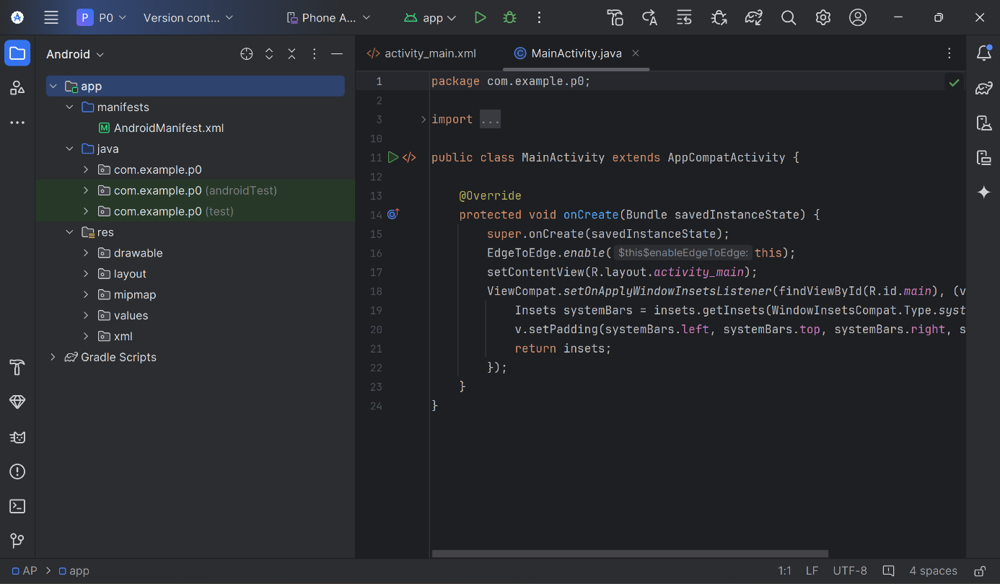 P P0 Version cont... Phone A... app
Android
activity_main.xml MainActivity.java
app
manifests
AndroidManifest.xml
java
com.example.p0
com.example.p0 (androidTest)
com.example.p0 (test)
res
drawable
layout
mipmap
values
xml
Gradle Scripts
1 package com.example.p0;
2
3 import ...
10
11 public class MainActivity extends AppCompatActivity {
12
13 @Override
14 protected void onCreate(Bundle savedInstanceState) {
15 super.onCreate(savedInstanceState);
16 EdgeToEdge.enable( $this$enableEdgeToEdge: this);
17 setContentView(R.layout.activity_main);
18 ViewCompat.setOnApplyWindowInsetsListener(findViewById(R.id.main), (v
19 Insets systemBars = insets.getInsets(WindowInsetsCompat.Type.syst
20 v.setPadding(systemBars.left, systemBars.top, systemBars.right, s
21 return insets;
22 });
23 }
24 }
AP > app
1:1 LF UTF-8 4 spaces